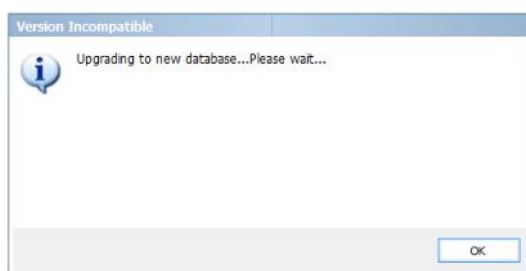 Version Incompatible
Upgrading to new database...Please wait...
OK